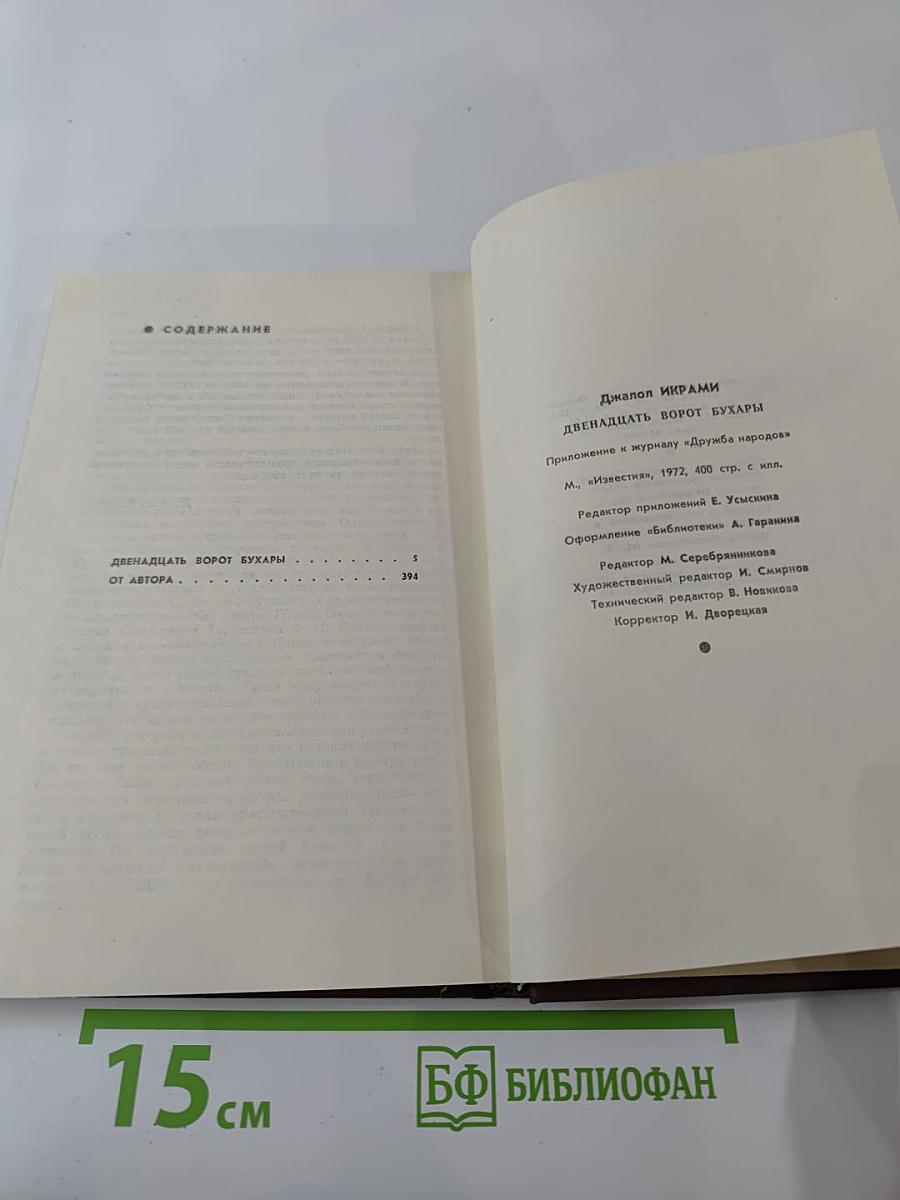 ● СОДЕРЖАНИЕ
ДВЕНАДЦАТЬ ВОРОТ БУХАРЫ . . . . . . . . 5
ОТ АВТОРА . . . . . . . . . . . . . . . . 394
Джалол ИКРАМИ
ДВЕНАДЦАТЬ ВОРОТ БУХАРЫ
Приложение к журналу «Дружба народов»
М., «Известия», 1972, 400 стр. с илл.
Редактор приложений Е. Усыскина
Оформление «Библиотеки» А. Гаранина
Редактор М. Серебрянникова
Художественный редактор И. Смирнов
Технический редактор В. Новикова
Корректор И. Дворецкая
15 см
БФ БИБЛИОФАН